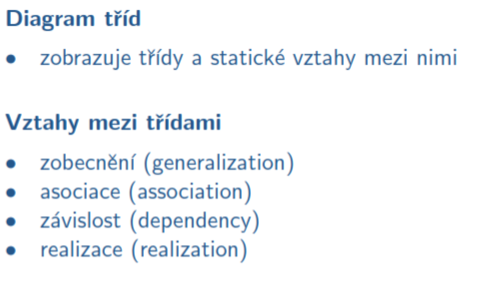 Diagram tříd
• zobrazuje třídy a statické vztahy mezi nimi
Vztahy mezi třídami
• zobecnění (generalization)
• asociace (association)
• závislost (dependency)
• realizace (realization)